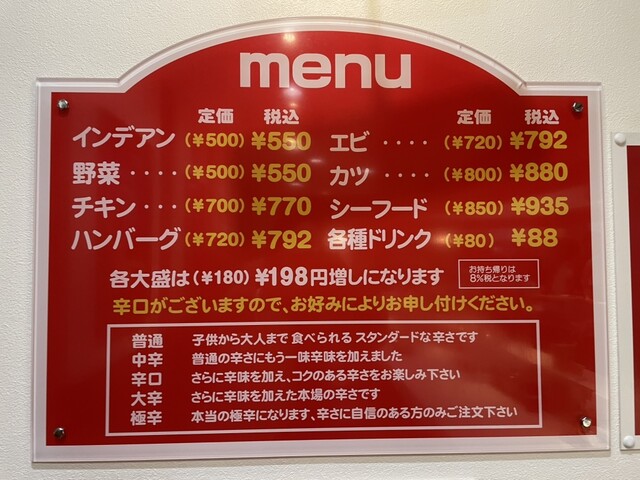 menu
定価 税込
インデアン (¥500) ¥550
野菜 ···· (¥500) ¥550
チキン ··· (¥700) ¥770
ハンバーグ (¥720) ¥792
定価 税込
エビ ···· (¥720) ¥792
カツ ···· (¥800) ¥880
シーフード (¥850) ¥935
各種ドリンク (¥80) ¥88
各大盛は(¥180) ¥198円増しになります
お持ち帰りは
8%税となります
辛口がございますので、お好みによりお申し付けください。
普通 子供から大人まで 食べられる スタンダードな辛さです
中辛 普通の辛さにもう一味辛味を加えました
辛口 さらに辛味を加え、コクのある辛さをお楽しみ下さい
大辛 さらに辛味を加えた本場の辛さです
極辛 本当の極辛になります、辛さに自信のある方のみご注文下さい